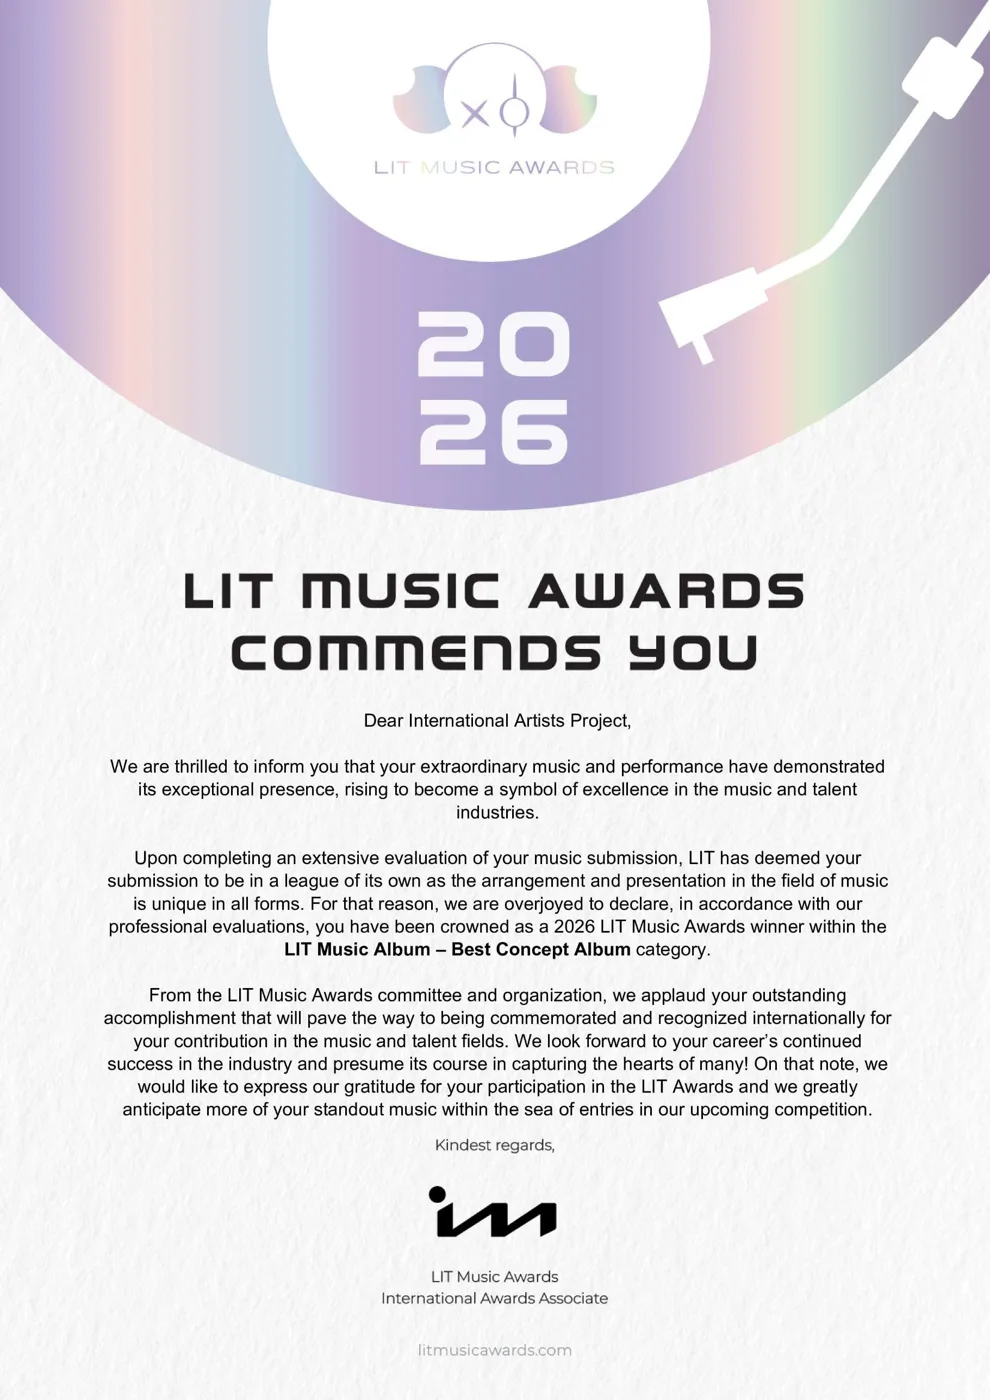 LIT MUSIC AWARDS
20
26
LIT MUSIC AWARDS
COMMENDS YOU
Dear International Artists Project,
We are thrilled to inform you that your extraordinary music and performance have demonstrated
its exceptional presence, rising to become a symbol of excellence in the music and talent
industries.
Upon completing an extensive evaluation of your music submission, LIT has deemed your
submission to be in a league of its own as the arrangement and presentation in the field of music
is unique in all forms. For that reason, we are overjoyed to declare, in accordance with our
professional evaluations, you have been crowned as a 2026 LIT Music Awards winner within the
LIT Music Album – Best Concept Album category.
From the LIT Music Awards committee and organization, we applaud your outstanding
accomplishment that will pave the way to being commemorated and recognized internationally for
your contribution in the music and talent fields. We look forward to your career’s continued
success in the industry and presume its course in capturing the hearts of many! On that note, we
would like to express our gratitude for your participation in the LIT Awards and we greatly
anticipate more of your standout music within the sea of entries in our upcoming competition.
Kindest regards,
LIT Music Awards
International Awards Associate
litmusicawards.com